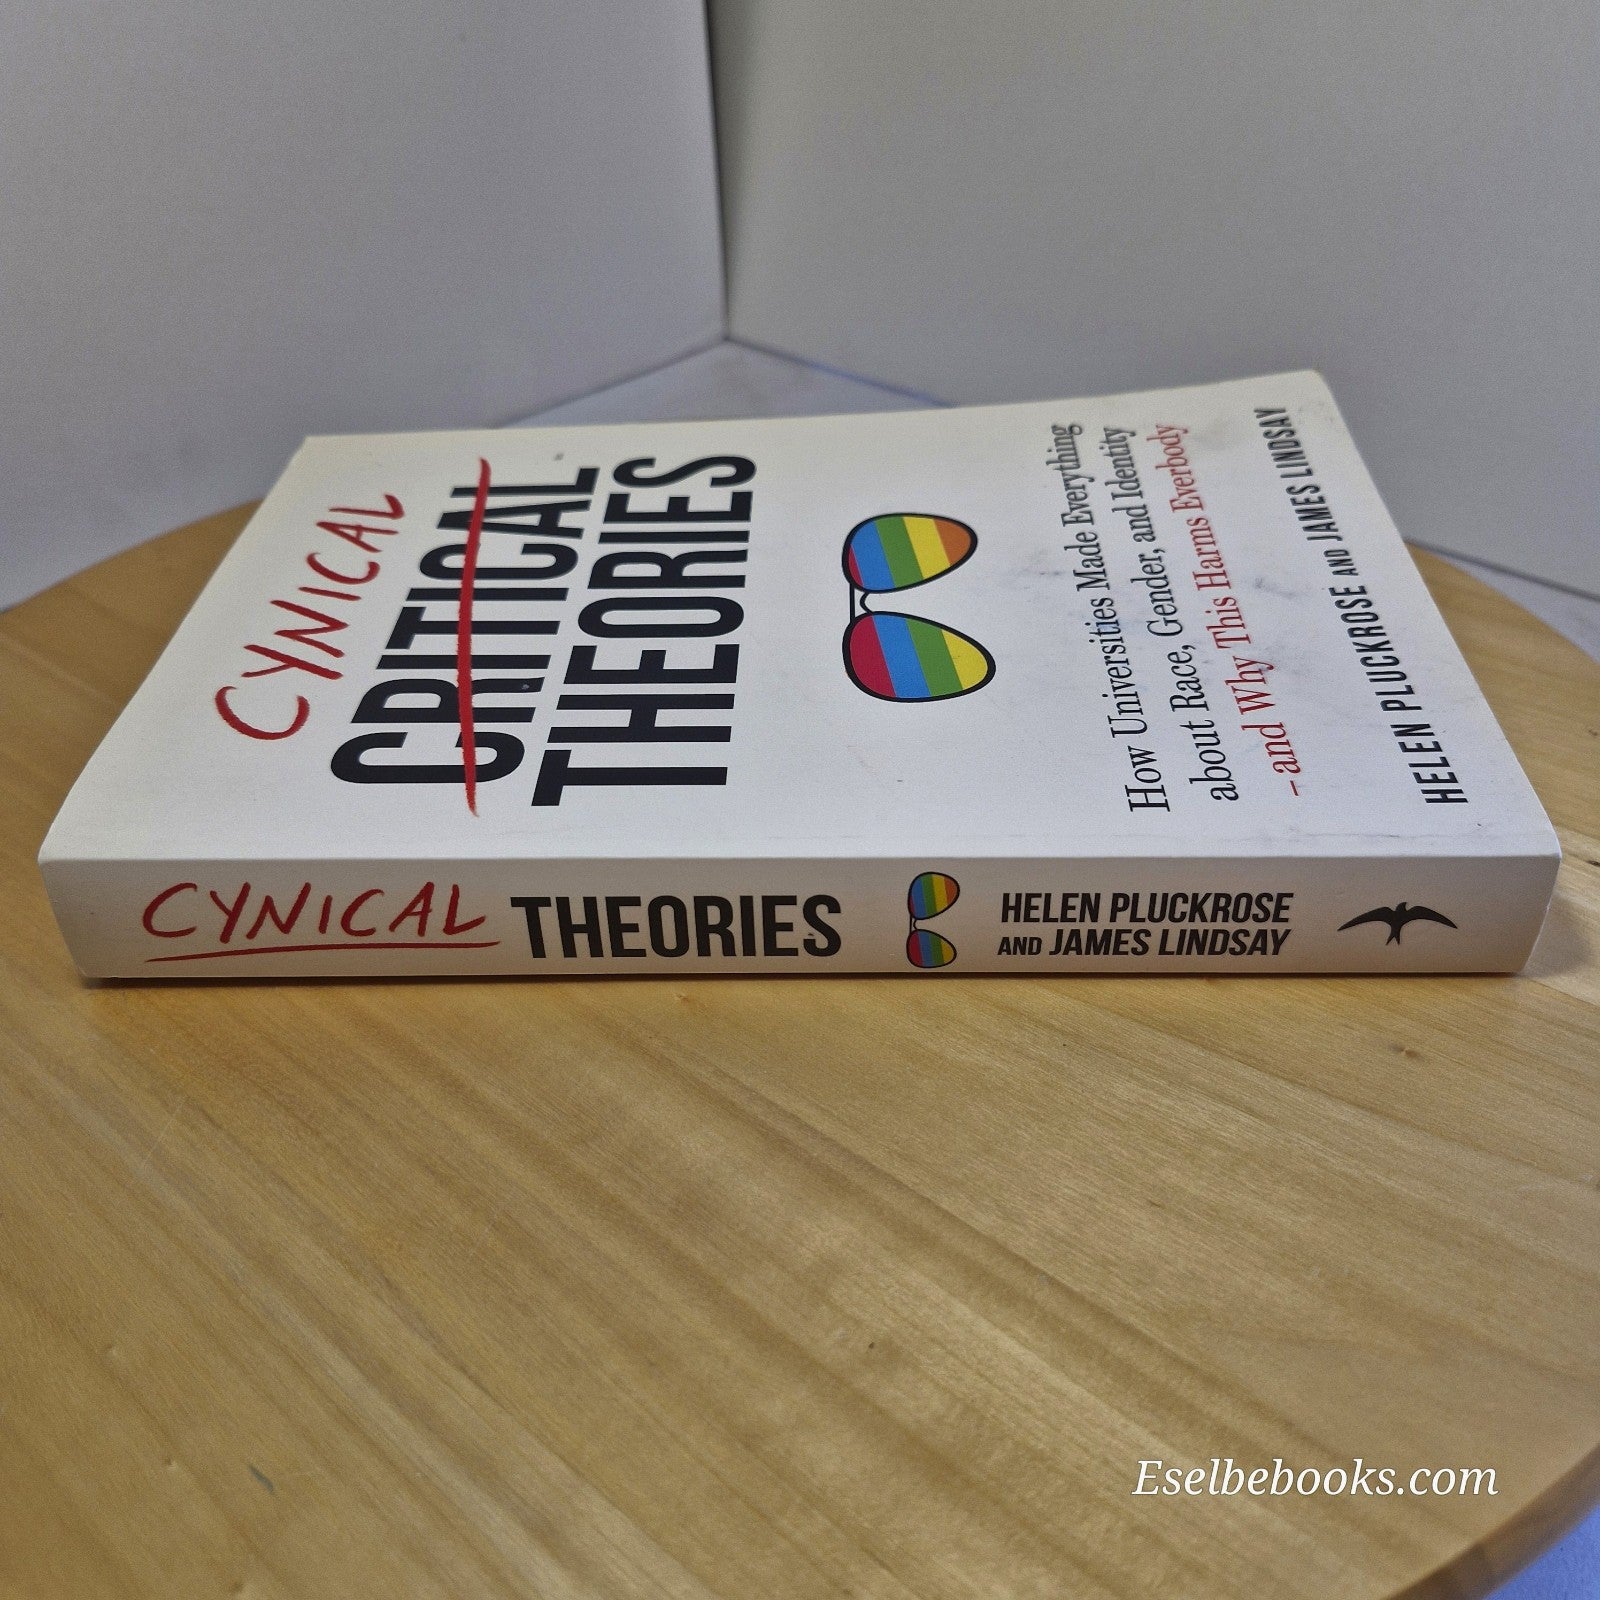 CYNICAL
CRITICAL
THEORIES
How Universities Made Everything
about Race, Gender, and Identity
–and Why This Harms Everbody
HELEN PLUCKROSE AND JAMES LINDSAY
CYNICAL THEORIES
HELEN PLUCKROSE
AND JAMES LINDSAY
Eselbebooks.com